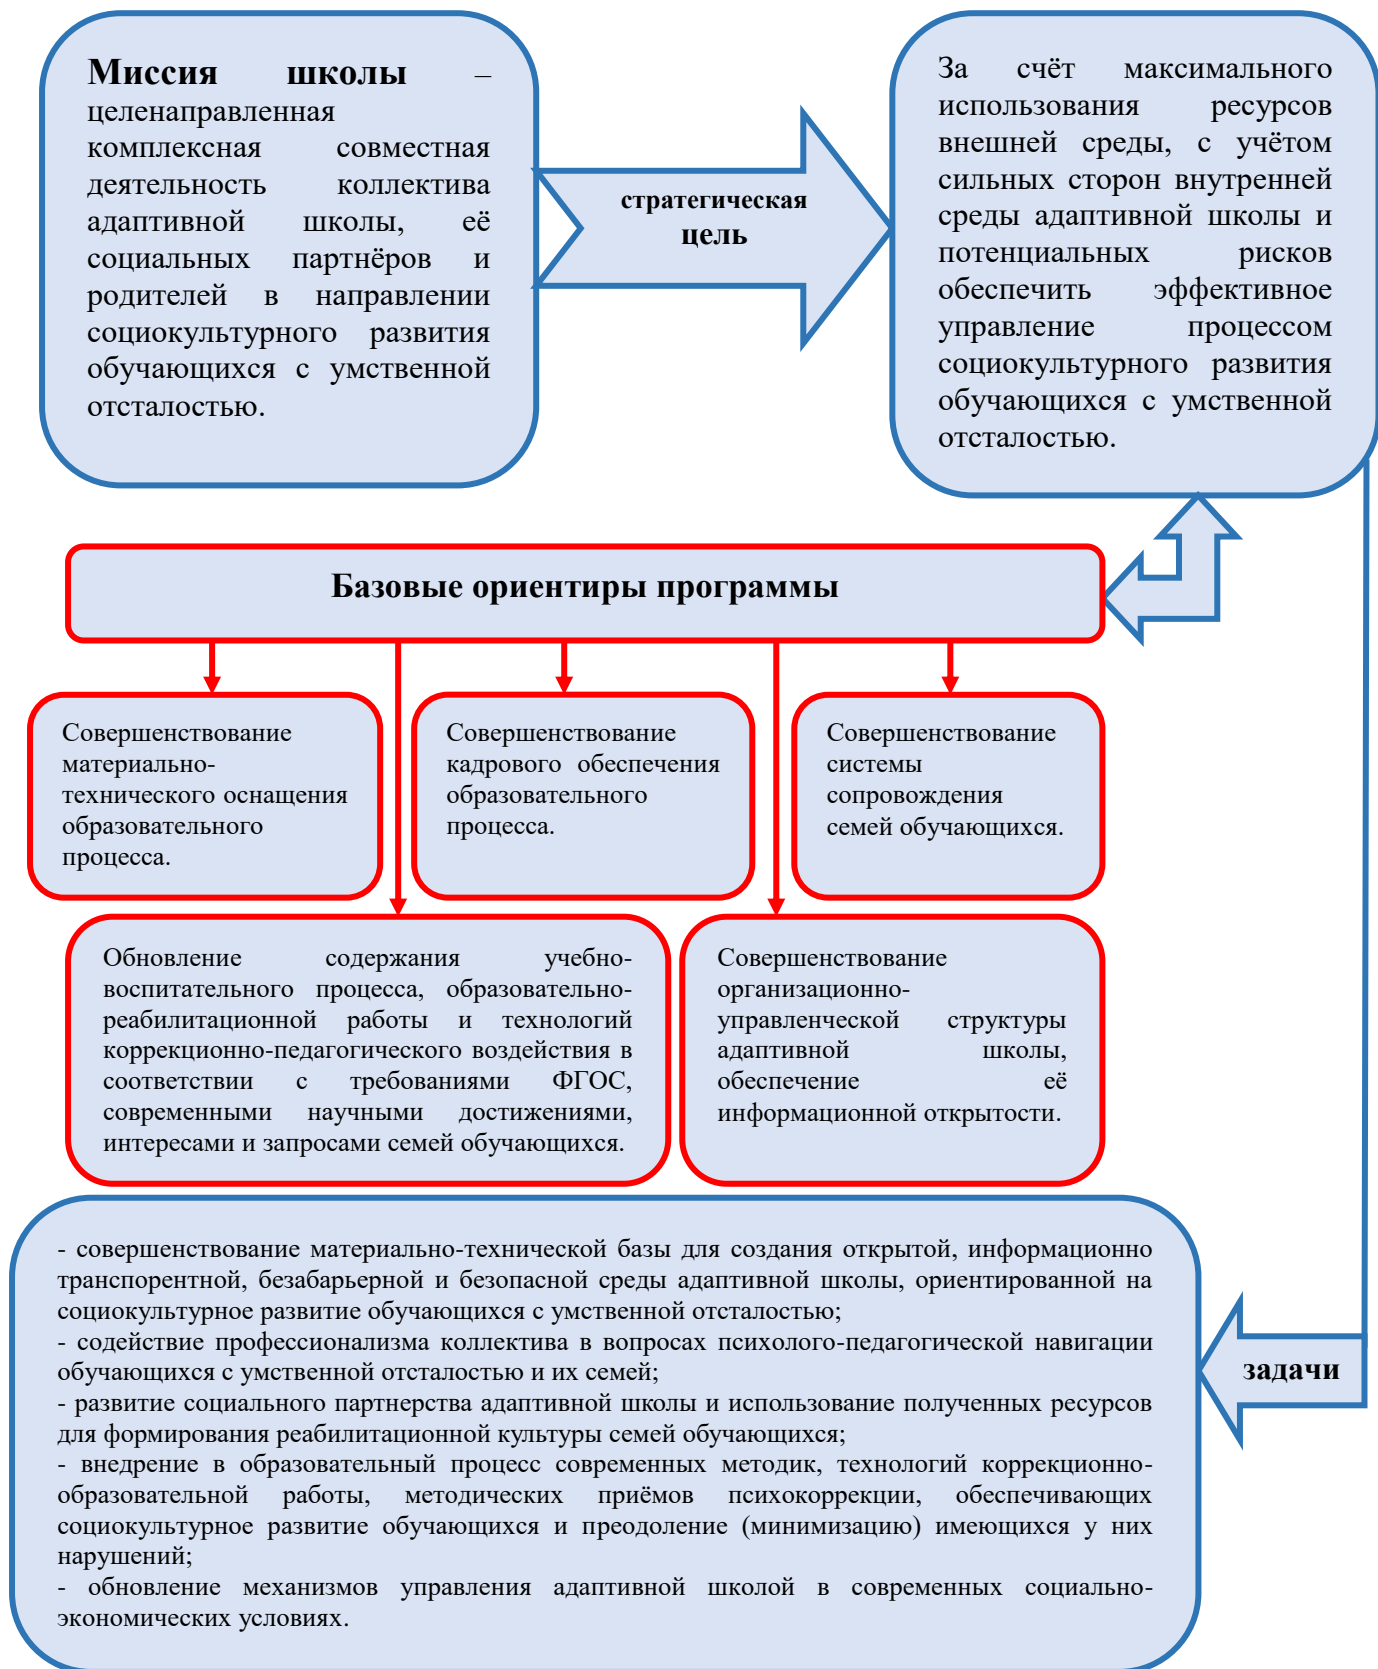 Миссия школы –
целенаправленная
комплексная совместная
деятельность коллектива
адаптивной школы, её
социальных партнёров и
родителей в направлении
социокультурного развития
обучающихся с умственной
отсталостью.
стратегическая
цель
За счёт максимального
использования ресурсов
внешней среды, с учётом
сильных сторон внутренней
среды адаптивной школы и
потенциальных рисков
обеспечить эффективное
управление процессом
социокультурного развития
обучающихся с умственной
отсталостью.
Базовые ориентиры программы
Совершенствование
материально-
технического оснащения
образовательного
процесса.
Совершенствование
кадрового обеспечения
образовательного
процесса.
Совершенствование
системы
сопровождения
семей обучающихся.
Обновление содержания учебно-
воспитательного процесса, образовательно-
реабилитационной работы и технологий
коррекционно-педагогического воздействия в
соответствии с требованиями ФГОС,
современными научными достижениями,
интересами и запросами семей обучающихся.
Совершенствование
организационно-
управленческой структуры
адаптивной школы,
обеспечение её
информационной открытости.
- совершенствование материально-технической базы для создания открытой, информационно
транспорентной, безабарьерной и безопасной среды адаптивной школы, ориентированной на
социокультурное развитие обучающихся с умственной отсталостью;
- содействие профессионализма коллектива в вопросах психолого-педагогической навигации
обучающихся с умственной отсталостью и их семей;
- развитие социального партнерства адаптивной школы и использование полученных ресурсов
для формирования реабилитационной культуры семей обучающихся;
- внедрение в образовательный процесс современных методик, технологий коррекционно-
образовательной работы, методических приёмов психокоррекции, обеспечивающих
социокультурное развитие обучающихся и преодоление (минимизацию) имеющихся у них
нарушений;
- обновление механизмов управления адаптивной школой в современных социально-
экономических условиях.
задачи